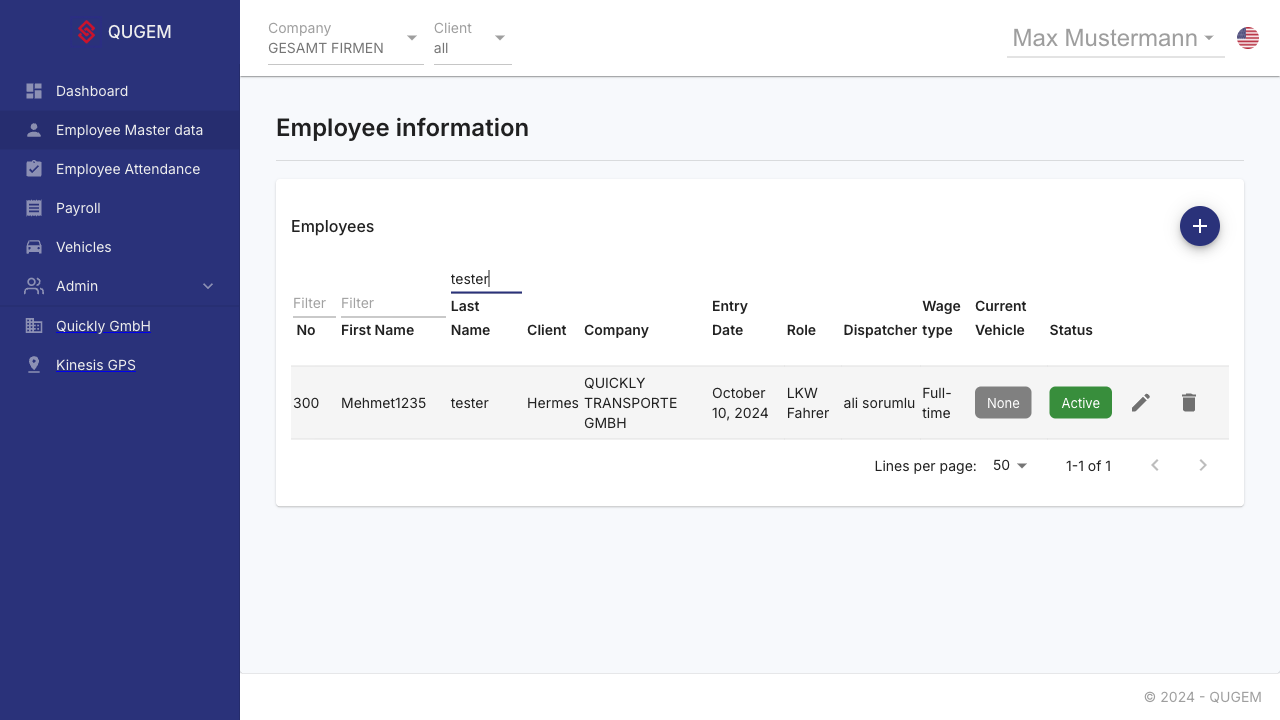 QUGEM
Dashboard
Employee Master data
Employee Attendance
Payroll
Vehicles
Admin
Quickly GmbH
Kinesis GPS
Company
GESAMT FIRMEN
Client
all
Max Mustermann
Employee information
Employees
tester
Filter
Filter
No
First Name
Last
Name
Client
Company
Entry
Date
Role
Dispatcher
Wage
type
Current
Vehicle
Status
300
Mehmet1235
tester
Hermes
QUICKLY
TRANSPORTE
GMBH
October
10, 2024
LKW
Fahrer
ali sorumlu
Full-
time
None
Active
Lines per page:
50
1-1 of 1
© 2024 - QUGEM